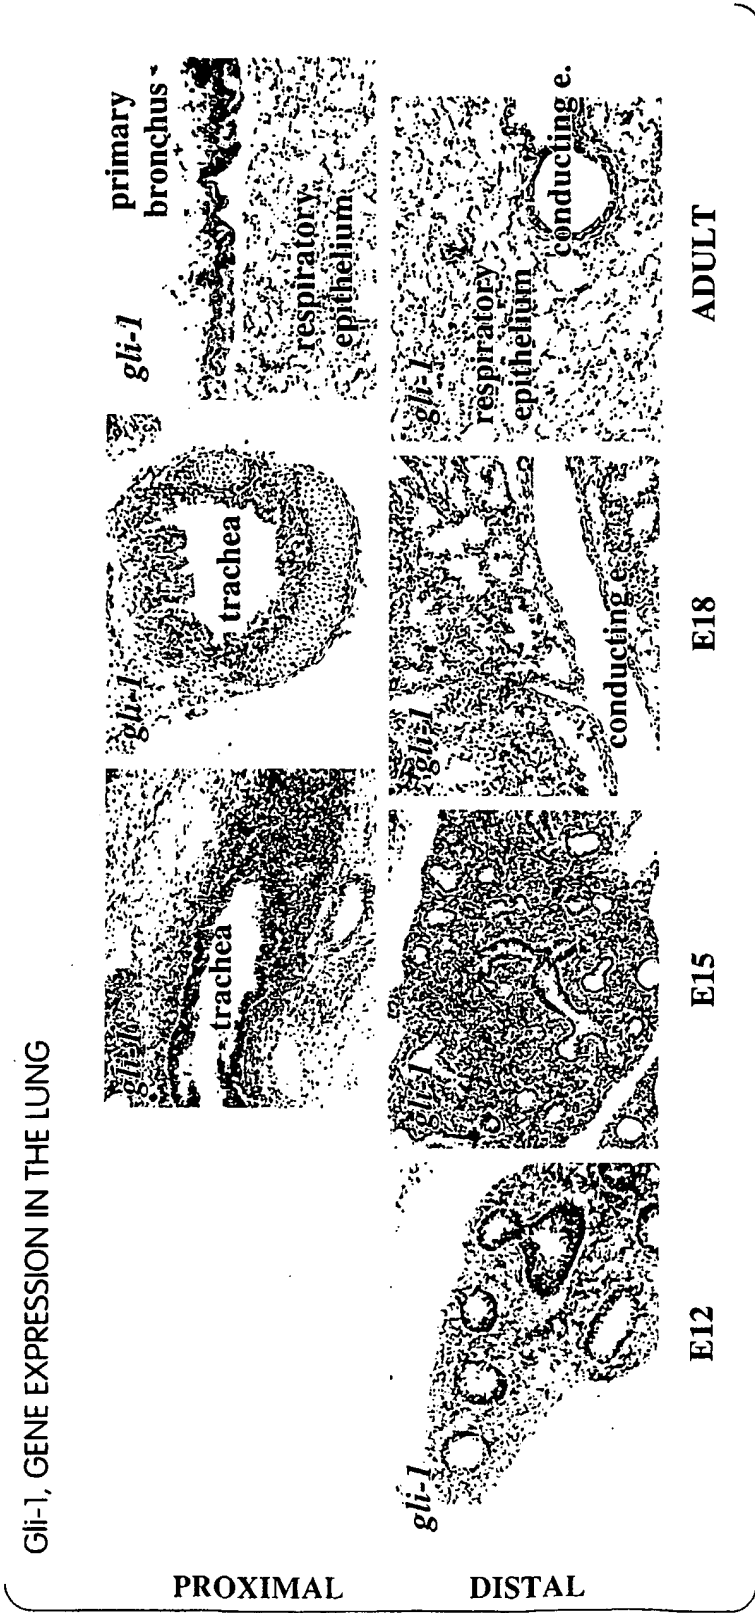 Gli-1, GENE EXPRESSION IN THE LUNG
PROXIMAL
gli-1
trachea
gli-1
trachea
gli-1
primary
bronchus
respiratory
epithelium
DISTAL
gli-1
gli-1
gli-1
conducting e.
gli-1
respiratory
epithelium
conducting e.
E12
E15
E18
ADULT